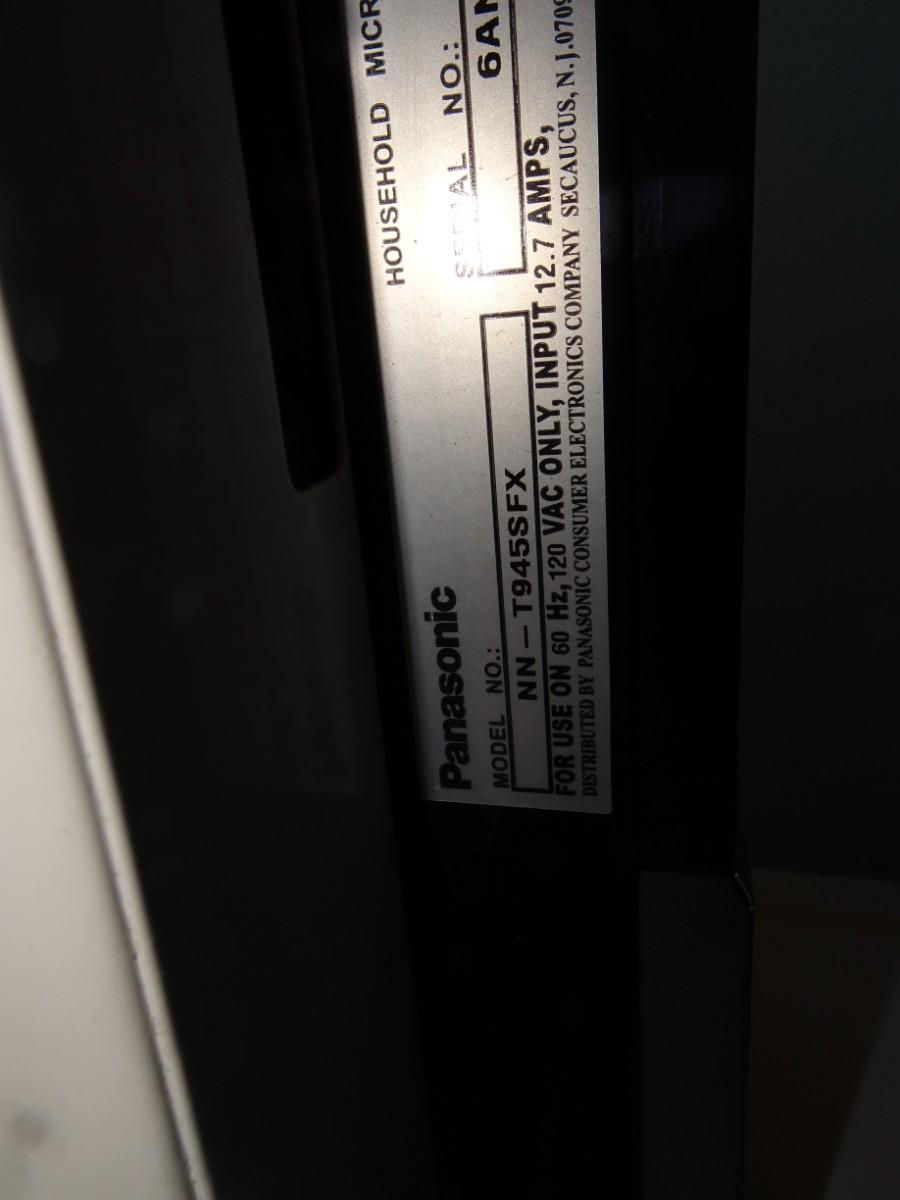 HOUSEHOLD MICR
Panasonic
MODEL NO.: SERIAL NO.:
NN-T945SFX 6AN
FOR USE ON 60 Hz, 120 VAC ONLY, INPUT 12.7 AMPS,
DISTRIBUTED BY PANASONIC CONSUMER ELECTRONICS COMPANY SECAUCUS, N.J.0709